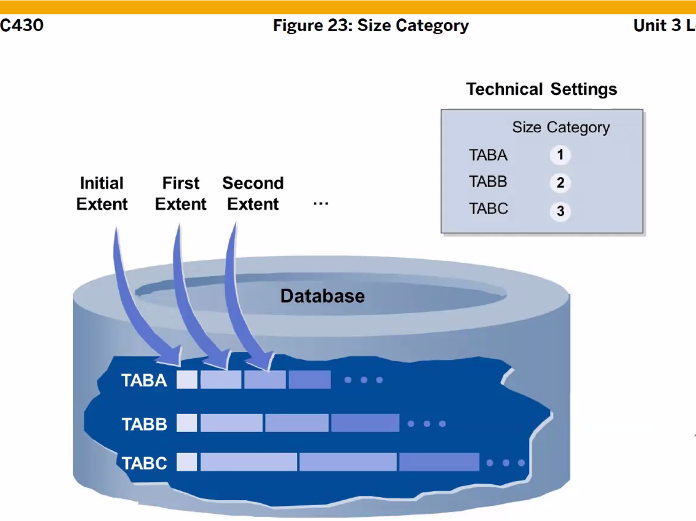 C430 Figure 23: Size Category Unit 3 L
Technical Settings
Size Category
TABA 1
TABB 2
TABC 3
Initial Extent
First Extent
Second Extent
...
Database
TABA
TABB
TABC